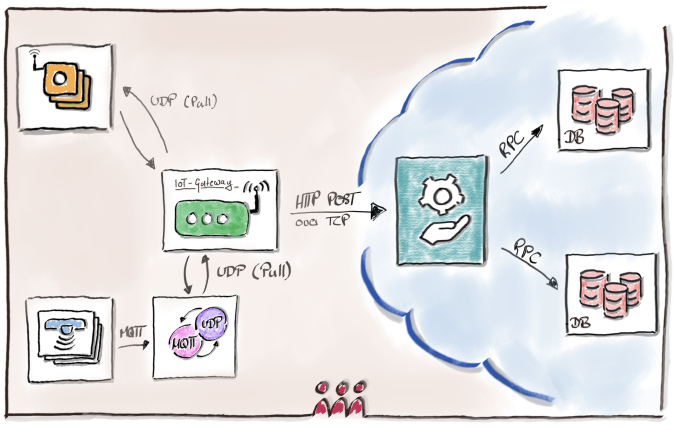 UDP (Pull)
IoT-Gateway
HTTP POST
over TCP
RPC
DB
RPC
DB
UDP (Pull)
MQTT
MQTT
UDP